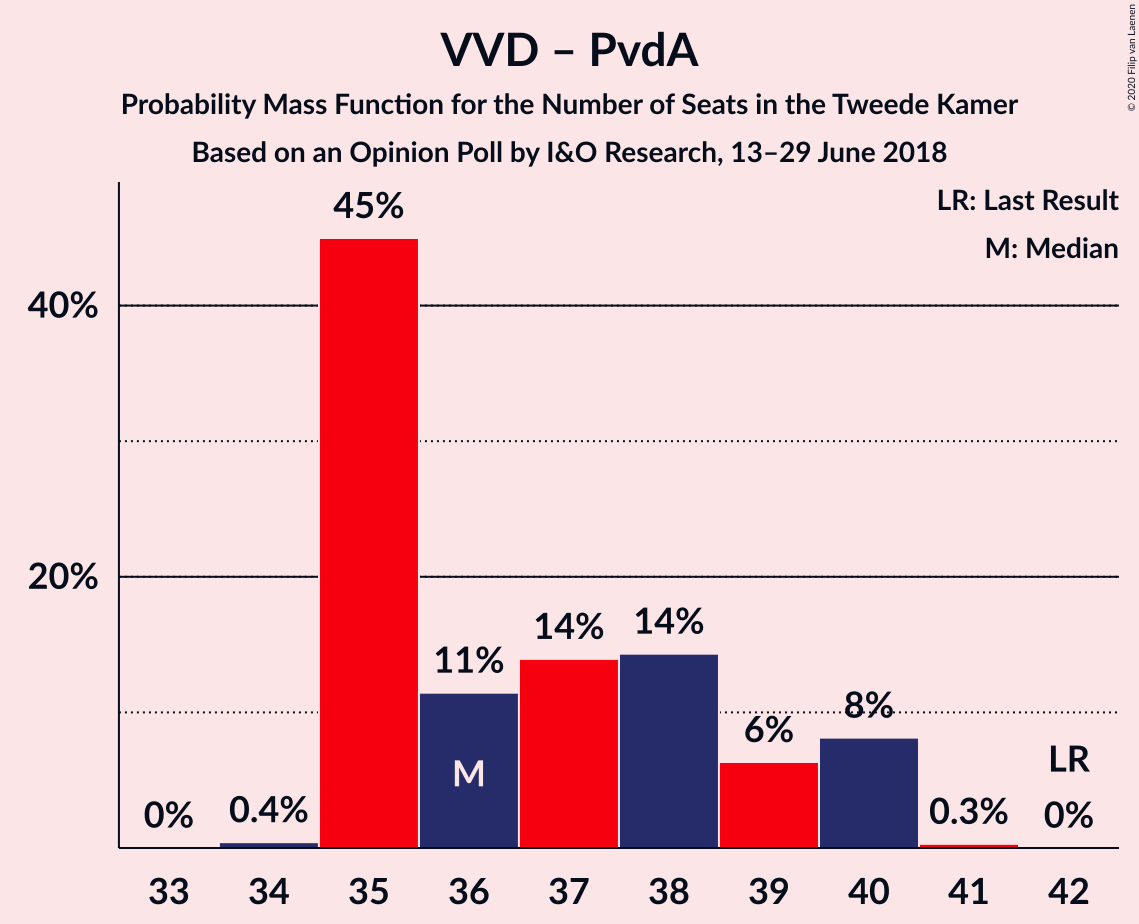 VVD – PvdA
Probability Mass Function for the Number of Seats in the Tweede Kamer
Based on an Opinion Poll by I&O Research, 13–29 June 2018
© 2020 Filip van Laenen
LR: Last Result
M: Median
40%
20%
0%
0.4%
45%
11%
14%
14%
6%
8%
0.3%
0%
LR
M
33
34
35
36
37
38
39
40
41
42